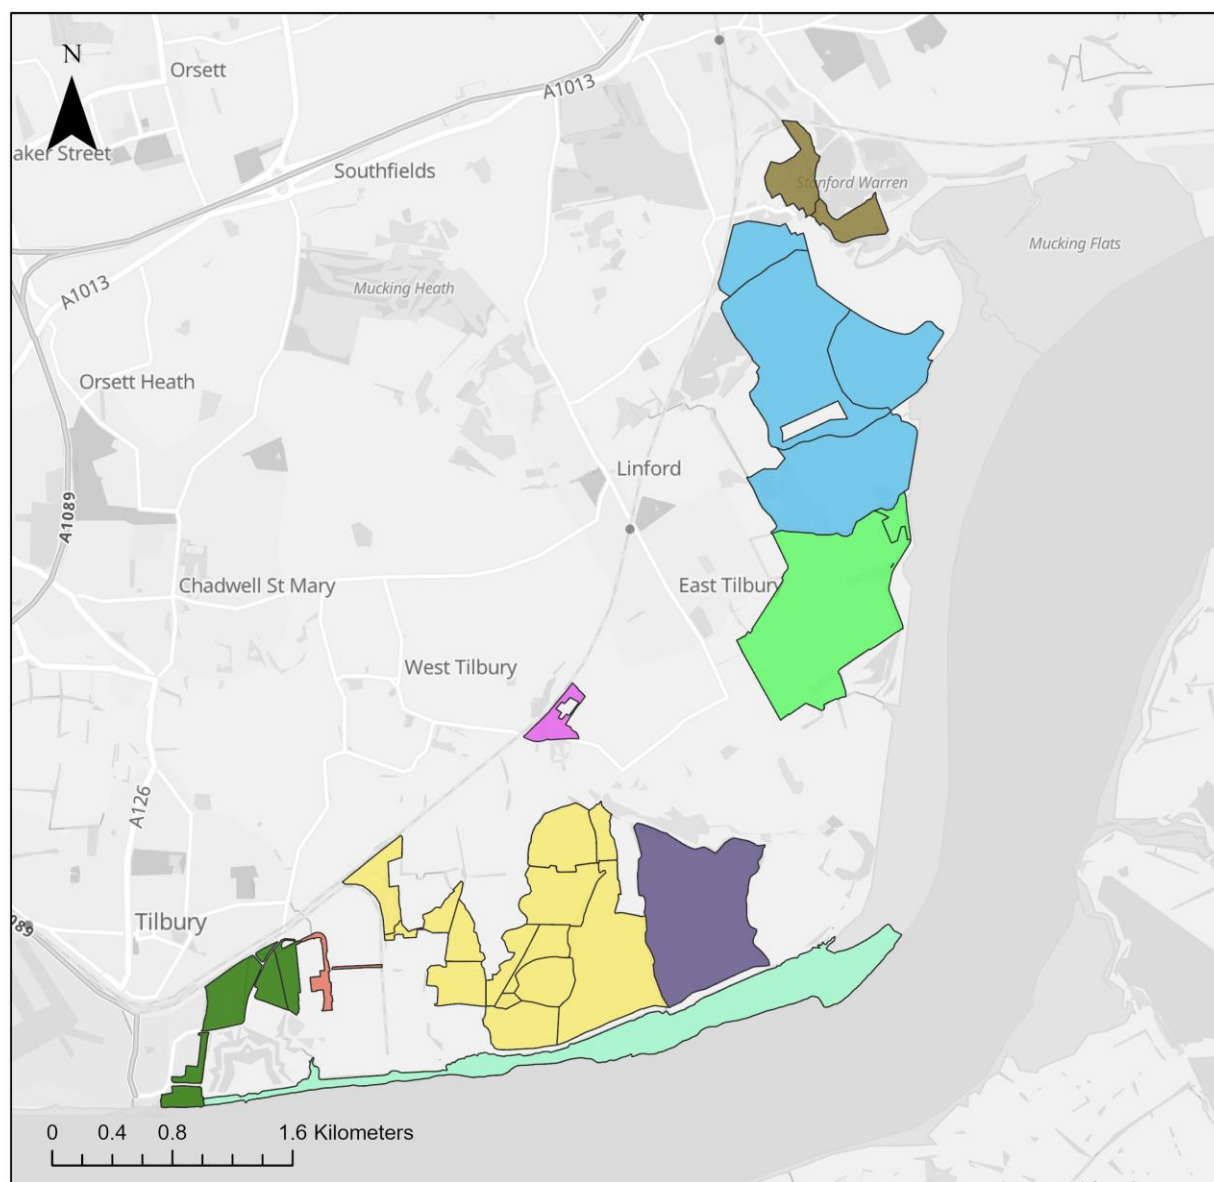 N
Orsett
A1013
aker Street
Southfields
Stanford Warren
Mucking Flats
A1013
Mucking Heath
Orsett Heath
Linford
A1089
Chadwell St Mary
East Tilbury
West Tilbury
A126
Tilbury
089
0 0.4 0.8 1.6 Kilometers